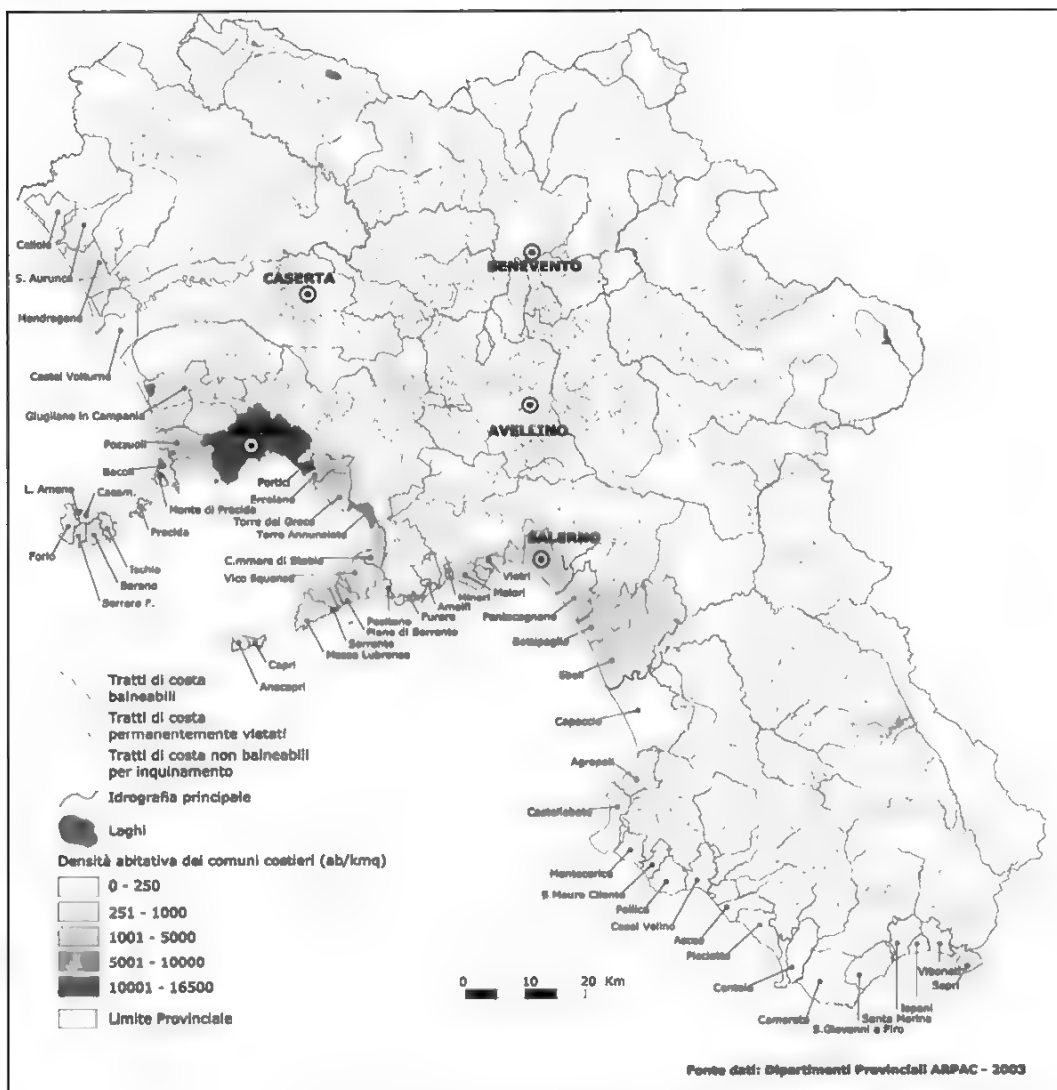 Cellole
S. Aurunca
CASERTA
BENEVENTO
Mondragone
Castel Volturno
Giugliano in Campania
AVELLINO
Pozzuoli
Bacoli
Portici
Ercolano
L. Ameno
Casam.
Monte di Procida
Procida
Torre del Greco
Torre Annunziata
SALERNO
Forio
Ischia
Barano
Serrara F.
C.mmare di Stabia
Vico Equense
Vietri
Maiori
Minori
Amalfi
Furore
Positano
Piano di Sorrento
Sorrento
Massa Lubrense
Pontecagnano
Battipaglia
Eboli
Capri
Anacapri
Capaccio
Agropoli
Castellabate
Montecorice
S Mauro Cilento
Pollica
Casal Velino
Ascea
Pisciotta
Centola
Camerota
S.Giovanni a Piro
Santa Marina
Ispani
Vibonati
Sapri
Tratti di costa
balneabili
Tratti di costa
permanentemente vietati
Tratti di costa non balneabili
per inquinamento
Idrografia principale
Laghi
Densità abitativa dei comuni costieri (ab/kmq)
0 - 250
251 - 1000
1001 - 5000
5001 - 10000
10001 - 16500
Limite Provinciale
0 10 20 Km
Fonte dati: Dipartimenti Provinciali ARPAC - 2003